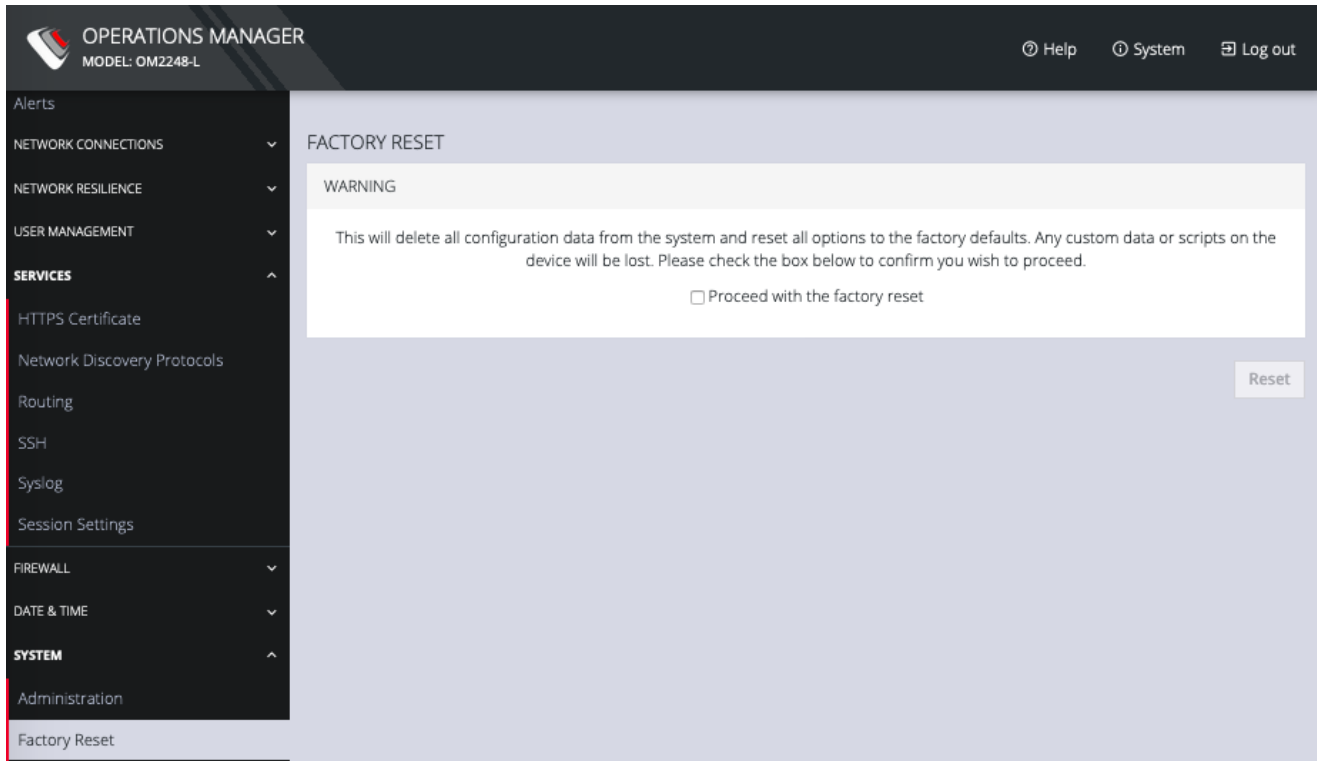 OPERATIONS MANAGER
MODEL: OM2248-L
Help
System
Log out
Alerts
NETWORK CONNECTIONS
NETWORK RESILIENCE
USER MANAGEMENT
SERVICES
HTTPS Certificate
Network Discovery Protocols
Routing
SSH
Syslog
Session Settings
FIREWALL
DATE & TIME
SYSTEM
Administration
Factory Reset
FACTORY RESET
WARNING
This will delete all configuration data from the system and reset all options to the factory defaults. Any custom data or scripts on the
device will be lost. Please check the box below to confirm you wish to proceed.
Proceed with the factory reset
Reset